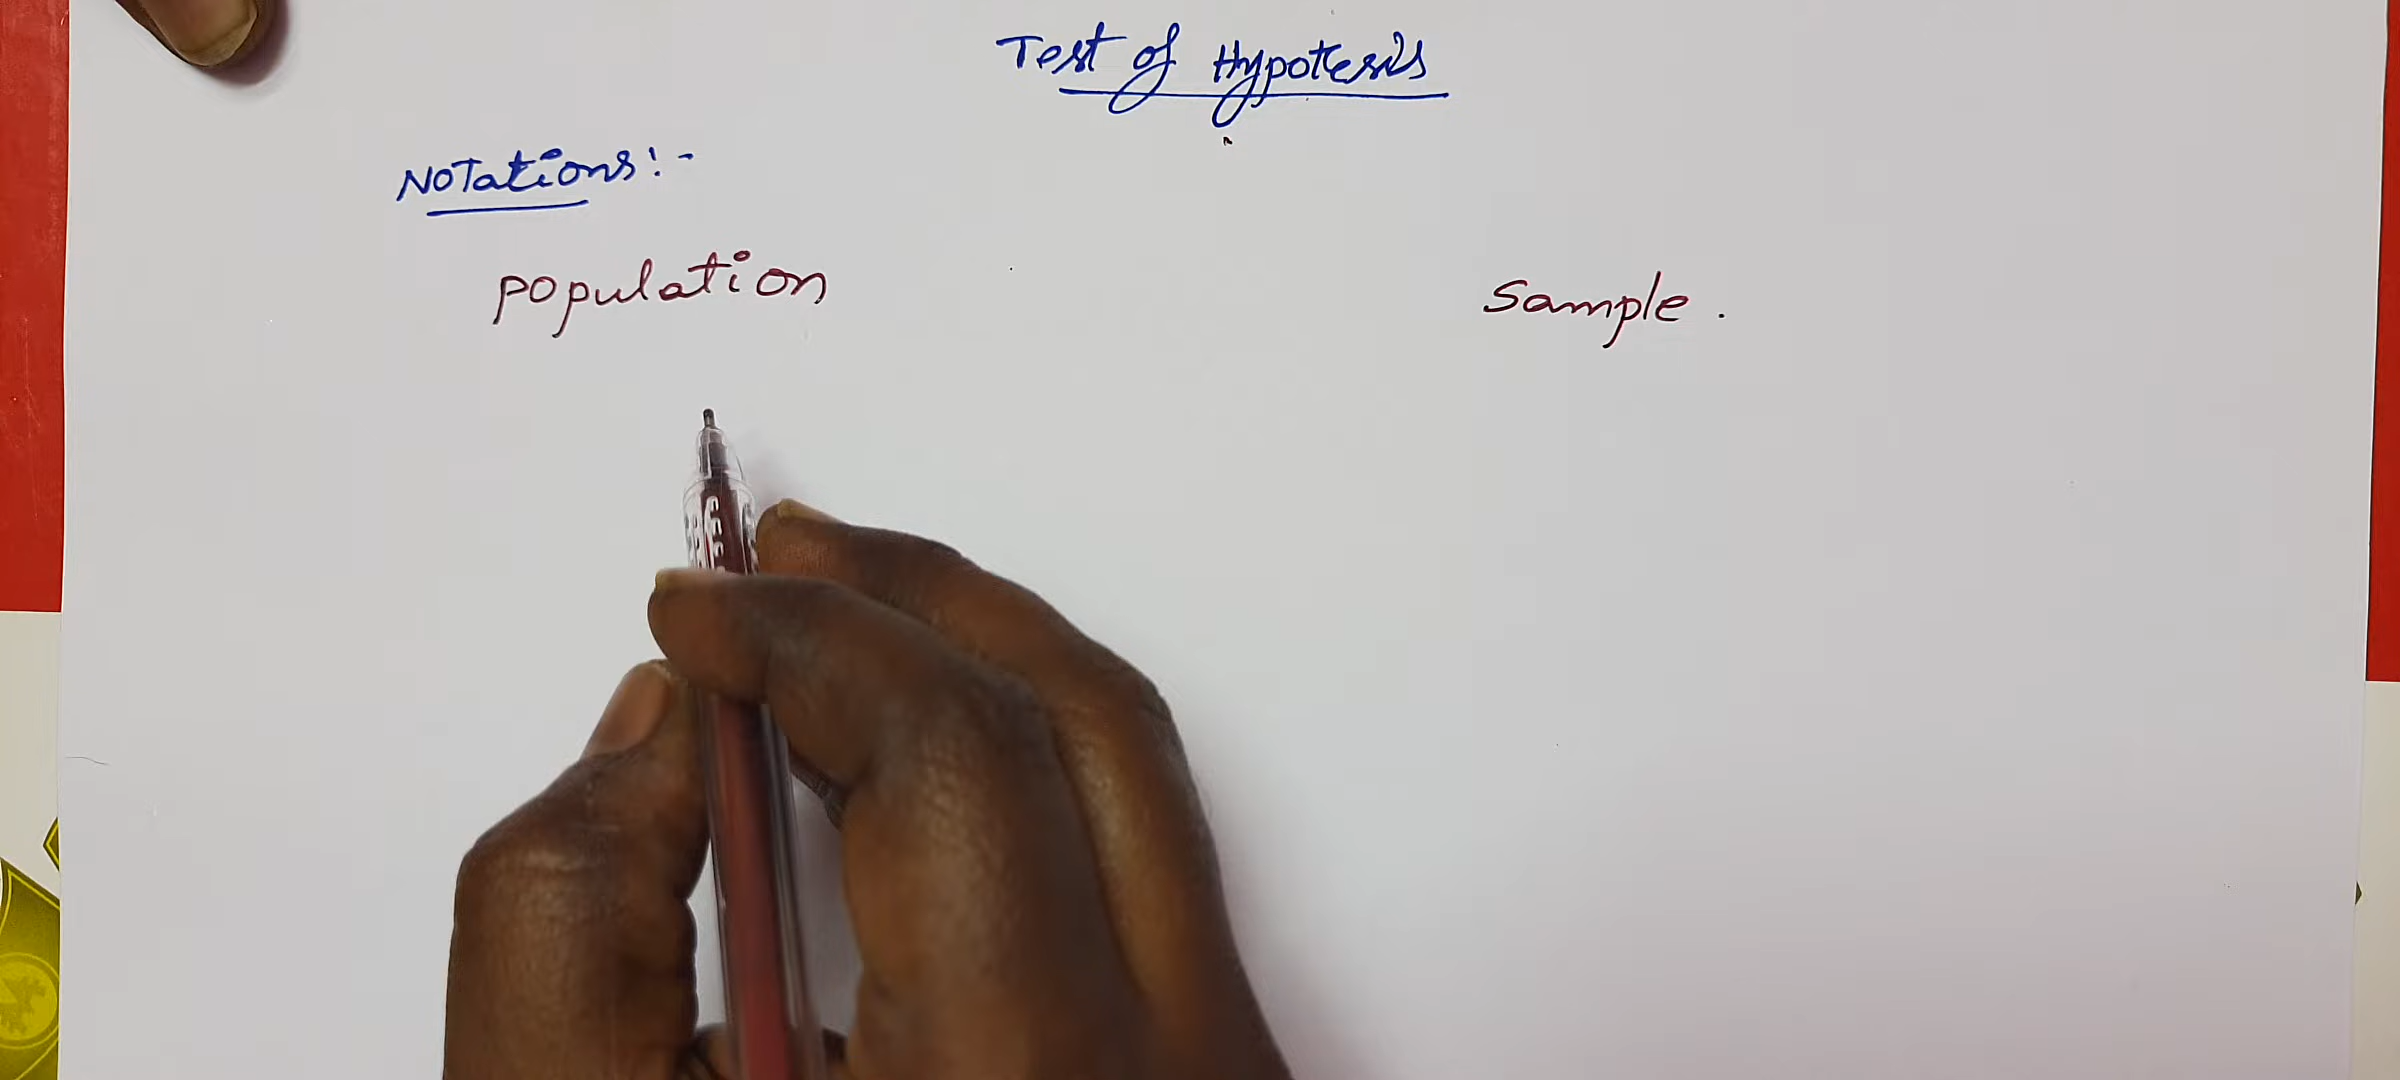 Test of Hypotesis
Notations:-
population
Sample.